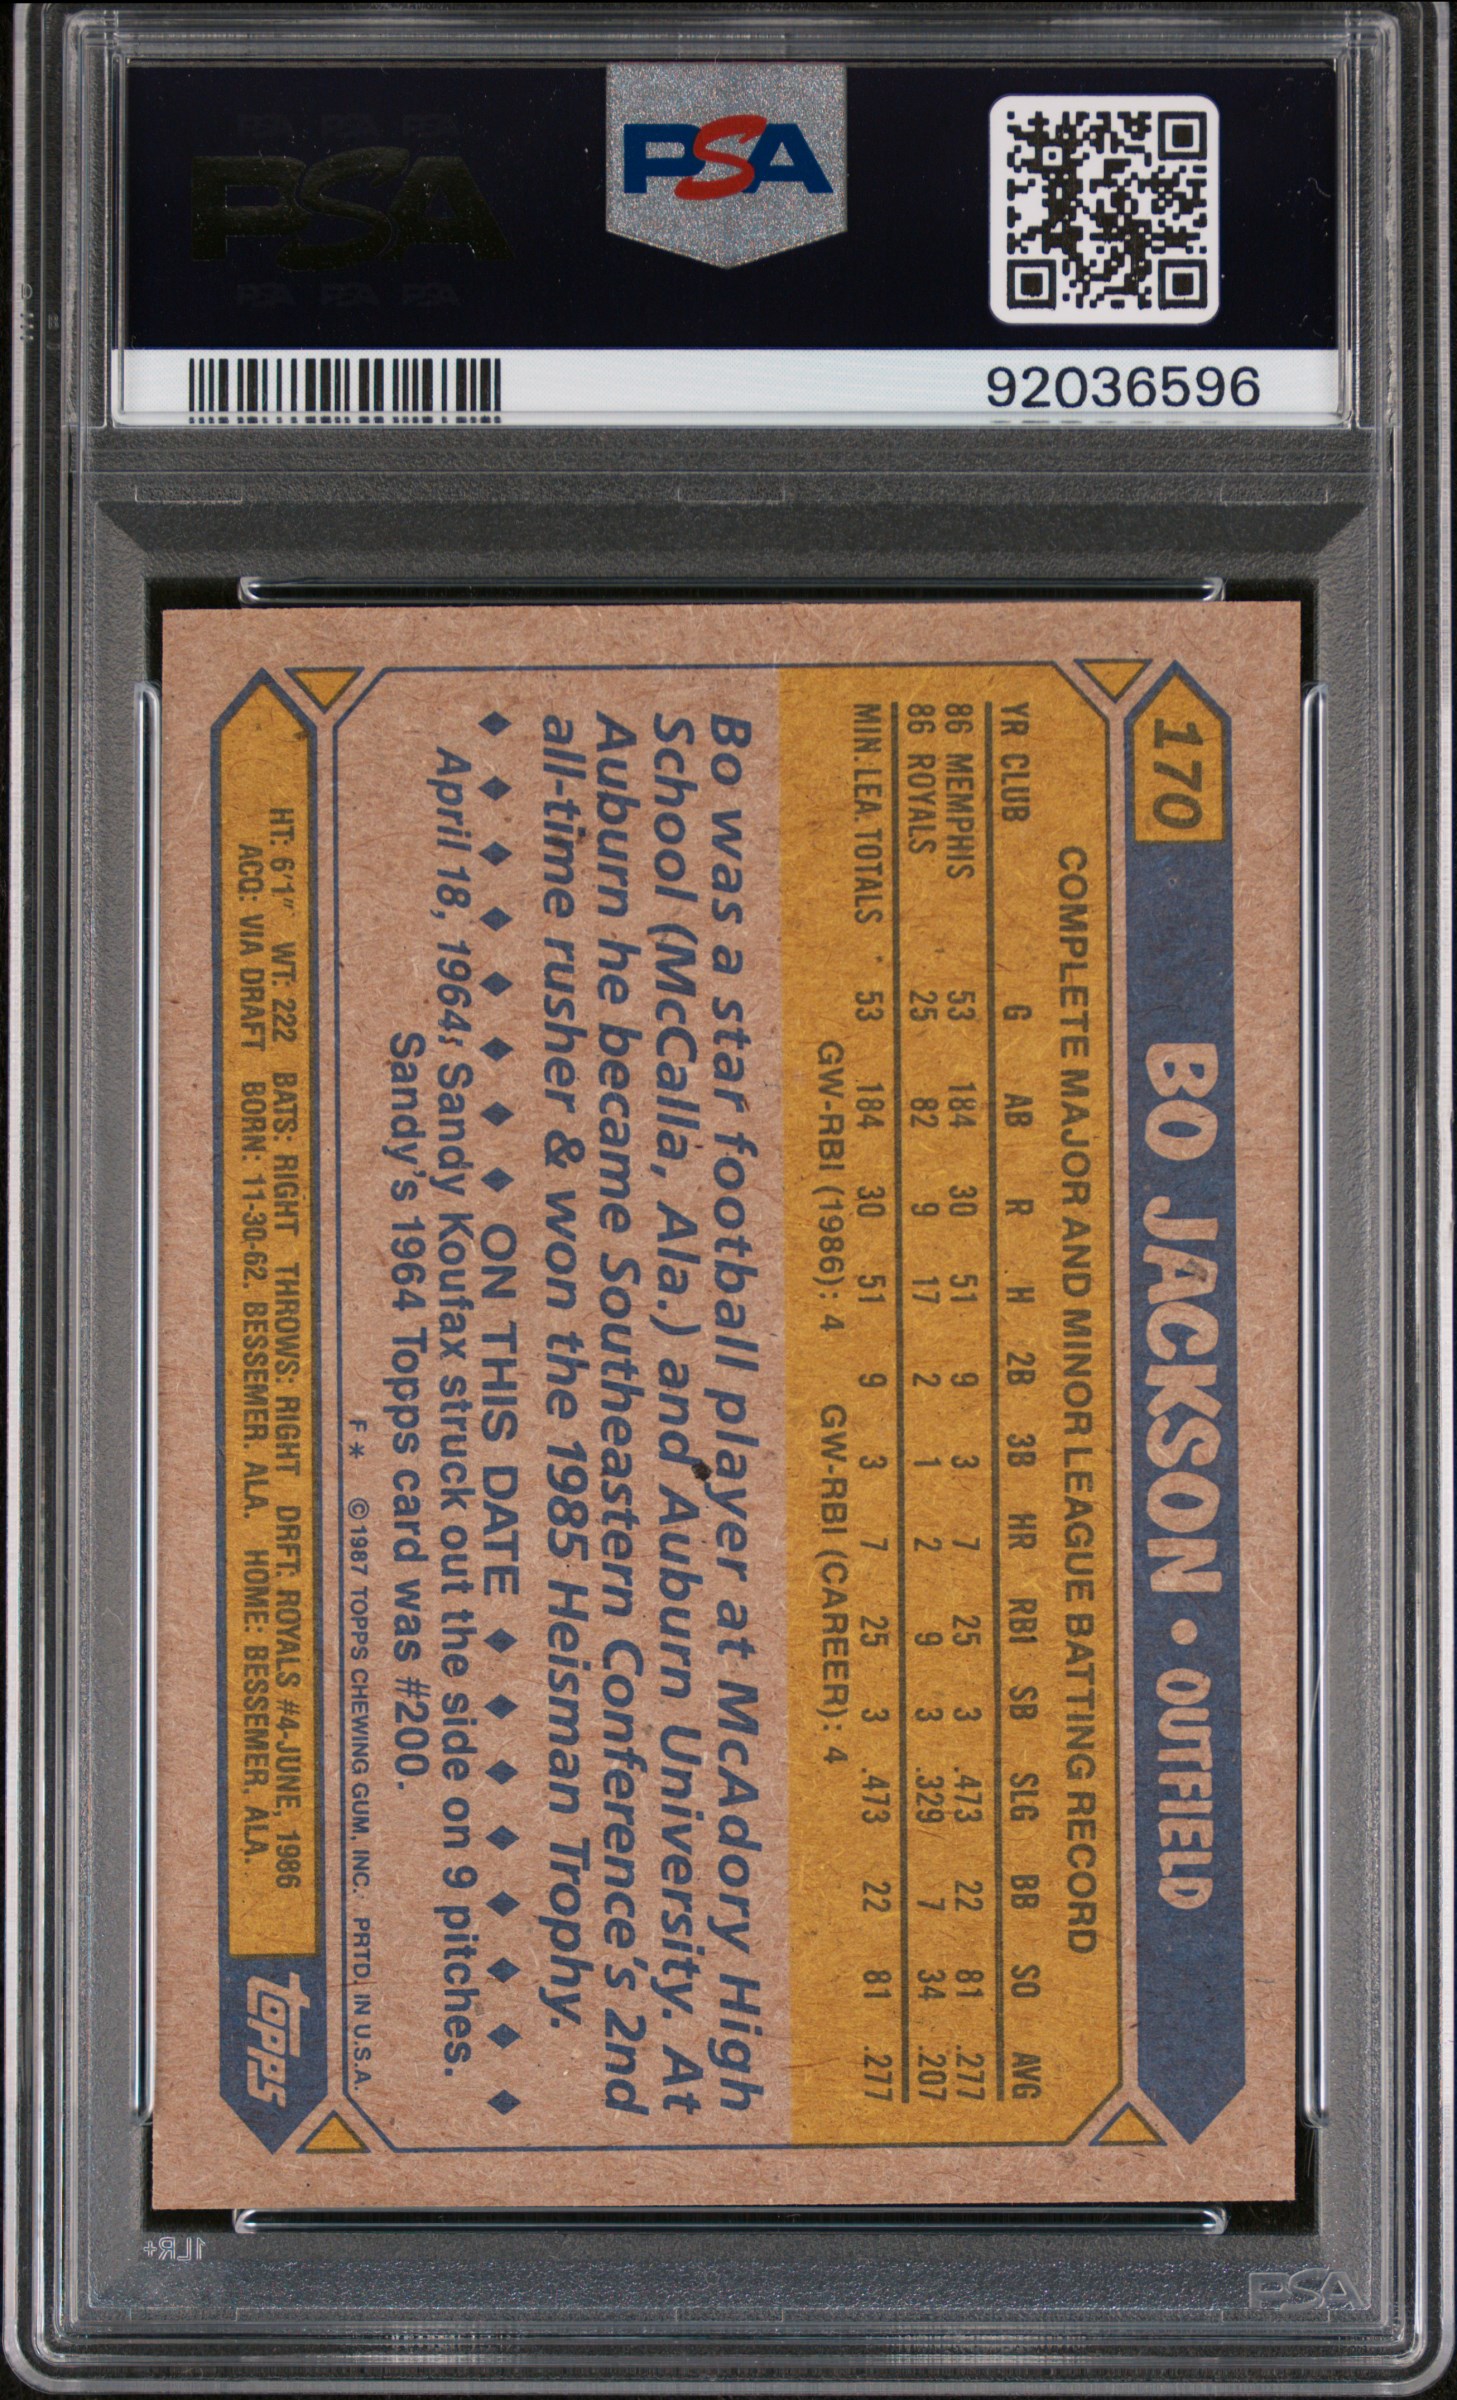 PSA
PSA PSA PSA
PSA
PSA PSA PSA
92036596
170
BO JACKSON • OUTFIELD
COMPLETE MAJOR AND MINOR LEAGUE BATTING RECORD
YR CLUB G AB R H 2B 3B HR RBI SB SLG BB SO AVG
86 MEMPHIS 53 184 30 51 9 3 7 25 3 .473 22 81 .277
86 ROYALS 25 82 9 17 2 1 2 9 3 .329 7 34 .207
MIN. LEA. TOTALS 53 184 30 51 9 3 7 25 3 .473 22 81 .277
GW-RBI (1986): 4 GW-RBI (CAREER): 4
Bo was a star football player at McAdory High
School (McCalla, Ala.) and Auburn University. At
Auburn he became Southeastern Conference's 2nd
all-time rusher & won the 1985 Heisman Trophy.
ON THIS DATE
April 18, 1964; Sandy Koufax struck out the side on 9 pitches.
Sandy's 1964 Topps card was #200.
F* ©1987 TOPPS CHEWING GUM, INC. PRTD. IN U.S.A.
HT: 6'1" WT: 222 BATS: RIGHT THROWS: RIGHT DRFT: ROYALS #4-JUNE, 1986
ACQ: VIA DRAFT BORN: 11-30-62, BESSEMER, ALA. HOME: BESSEMER, ALA.
topps
1LR+
PSA